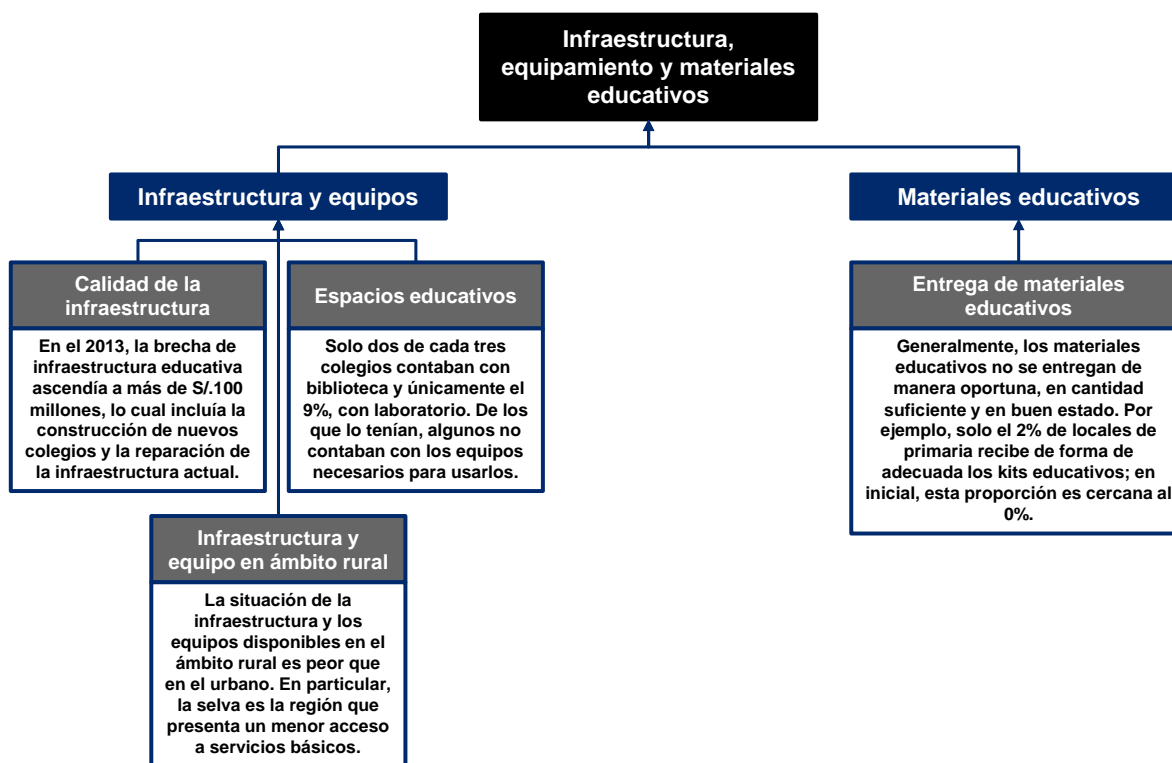 Infraestructura,
equipamiento y materiales
educativos
Infraestructura y equipos
Materiales educativos
Calidad de la
infraestructura
En el 2013, la brecha de
infraestructura educativa
ascendía a más de S/.100
millones, lo cual incluía la
construcción de nuevos
colegios y la reparación de
la infraestructura actual.
Espacios educativos
Solo dos de cada tres
colegios contaban con
biblioteca y únicamente el
9%, con laboratorio. De los
que lo tenían, algunos no
contaban con los equipos
necesarios para usarlos.
Entrega de materiales
educativos
Generalmente, los materiales
educativos no se entregan de
manera oportuna, en cantidad
suficiente y en buen estado. Por
ejemplo, solo el 2% de locales de
primaria recibe de forma de
adecuada los kits educativos; en
inicial, esta proporción es cercana al
0%.
Infraestructura y
equipo en ámbito rural
La situación de la
infraestructura y los
equipos disponibles en el
ámbito rural es peor que
en el urbano. En particular,
la selva es la región que
presenta un menor acceso
a servicios básicos.